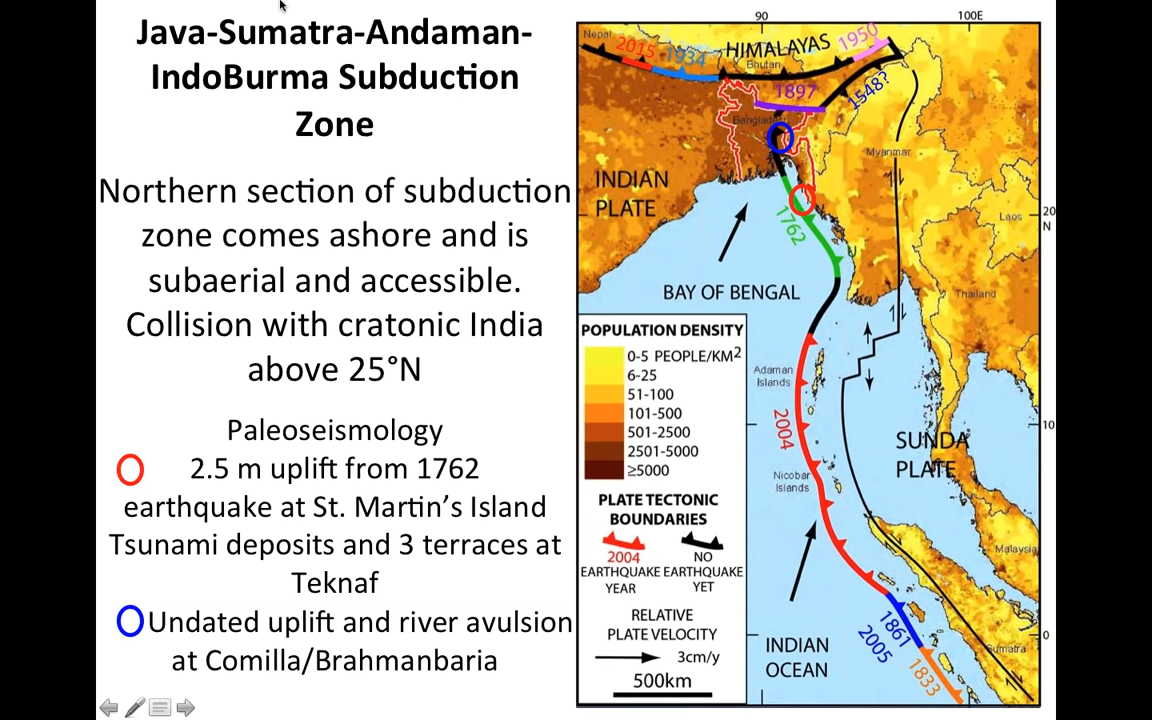 Java-Sumatra-Andaman-
IndoBurma Subduction
Zone
Northern section of subduction
zone comes ashore and is
subaerial and accessible.
Collision with cratonic India
above 25°N
Paleoseismology
2.5 m uplift from 1762
earthquake at St. Martin's Island
Tsunami deposits and 3 terraces at
Teknaf
Undated uplift and river avulsion
at Comilla/Brahmanbaria
90
100E
Nepal
2015
1934
HIMALAYAS
1950
Bhutan
1897
1548?
Bangladesh
Myanmar
INDIAN
PLATE
1762
Laos
20
N
BAY OF BENGAL
Thailand
POPULATION DENSITY
0-5 PEOPLE/KM2
6-25
51-100
101-500
501-2500
2501-5000
≥5000
Adaman
Islands
2004
10
SUNDA
PLATE
Nicobar
Islands
PLATE TECTONIC
BOUNDARIES
2004
EARTHQUAKE
YEAR
NO
EARTHQUAKE
YET
Malaysia
RELATIVE
PLATE VELOCITY
3cm/y
500km
INDIAN
OCEAN
1861
2005
1833
0
Sumatra